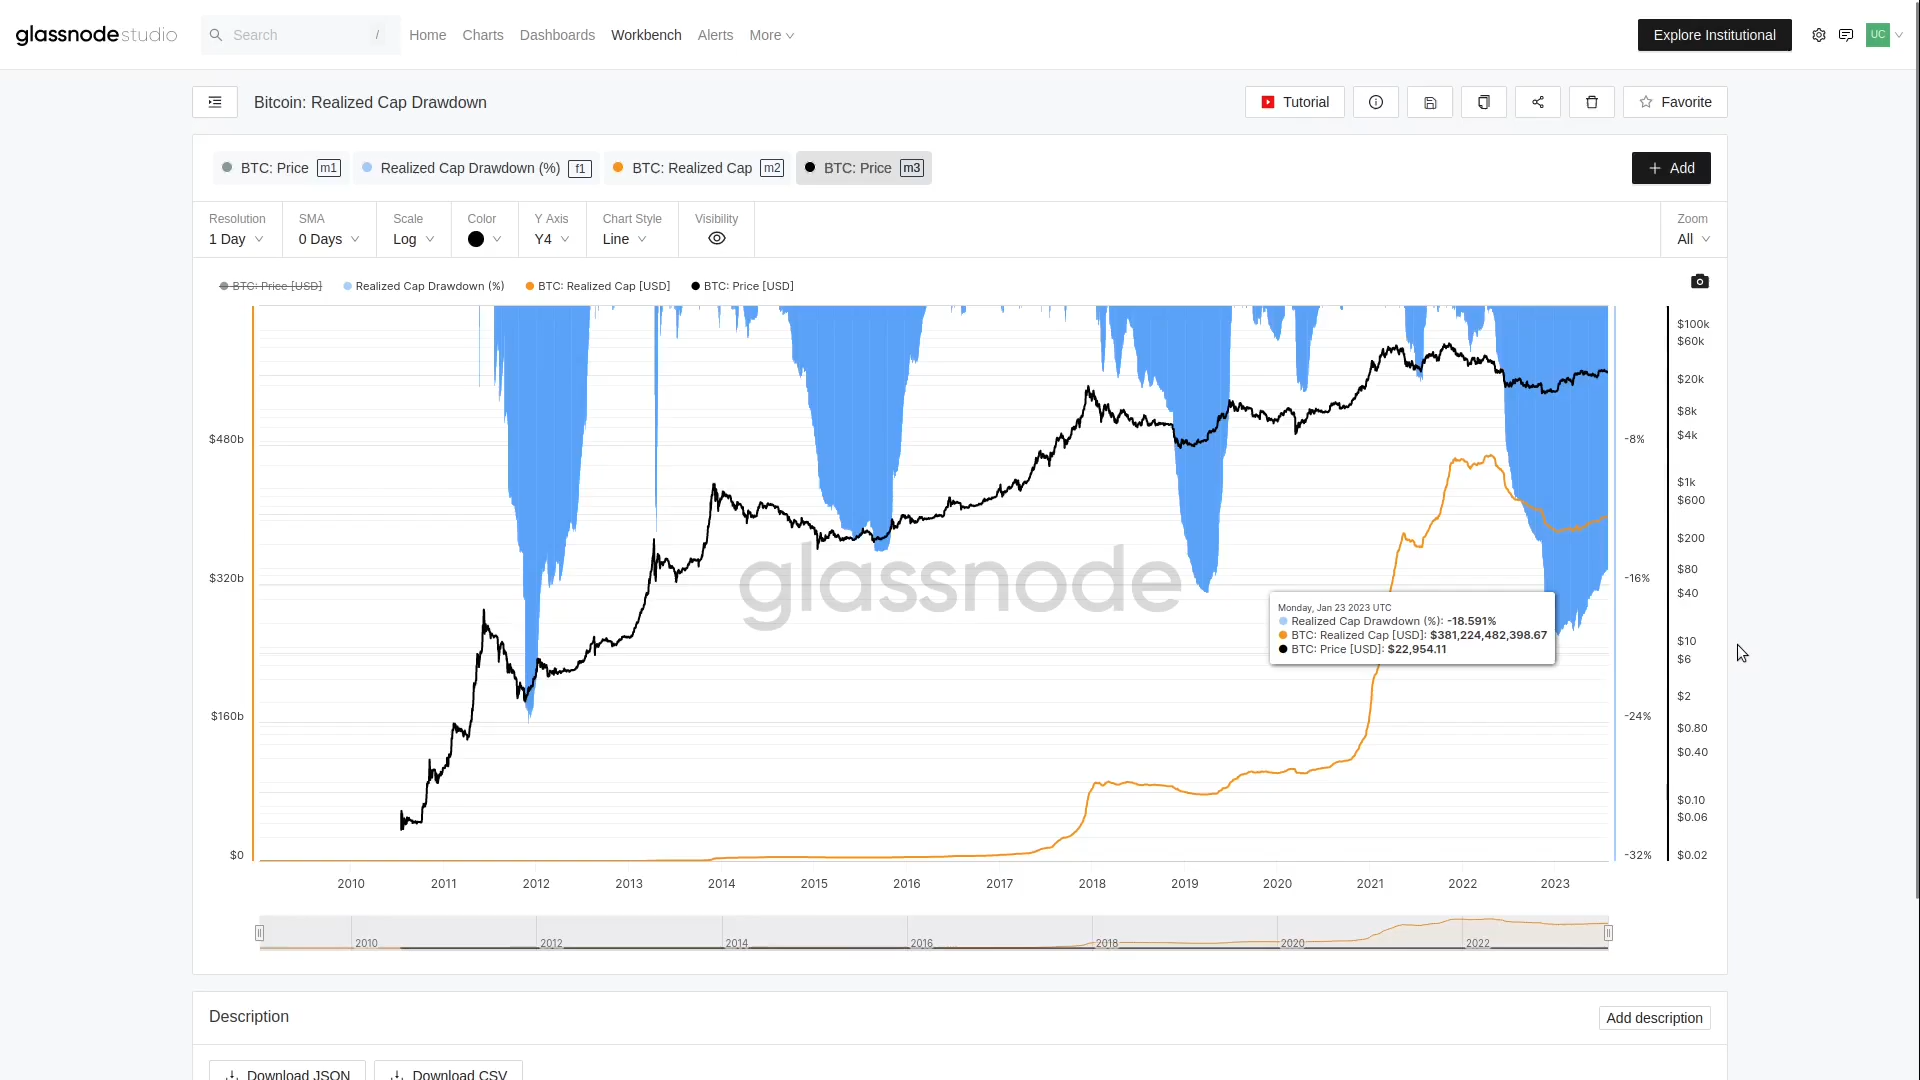 glassnodestudio
Search /
Home Charts Dashboards Workbench Alerts More
Explore Institutional
UC
Bitcoin: Realized Cap Drawdown
Tutorial
Favorite
BTC: Price m1
Realized Cap Drawdown (%) f1
BTC: Realized Cap m2
BTC: Price m3
Add
Resolution
1 Day
SMA
0 Days
Scale
Log
Color
Y Axis
Y4
Chart Style
Line
Visibility
Zoom
All
BTC: Price [USD] Realized Cap Drawdown (%) BTC: Realized Cap [USD] BTC: Price [USD]
$480b
$320b
$160b
$0
-8%
-16%
-24%
-32%
$100k
$60k
$20k
$8k
$4k
$1k
$600
$200
$80
$40
$10
$6
$2
$0.80
$0.40
$0.10
$0.06
$0.02
glassnode
Monday, Jan 23 2023 UTC
Realized Cap Drawdown (%): -18.591%
BTC: Realized Cap [USD]: $381,224,482,398.67
BTC: Price [USD]: $22,954.11
2010 2011 2012 2013 2014 2015 2016 2017 2018 2019 2020 2021 2022 2023
2010 2012 2014 2016 2018 2020 2022
Description
Add description
Download JSON
Download CSV